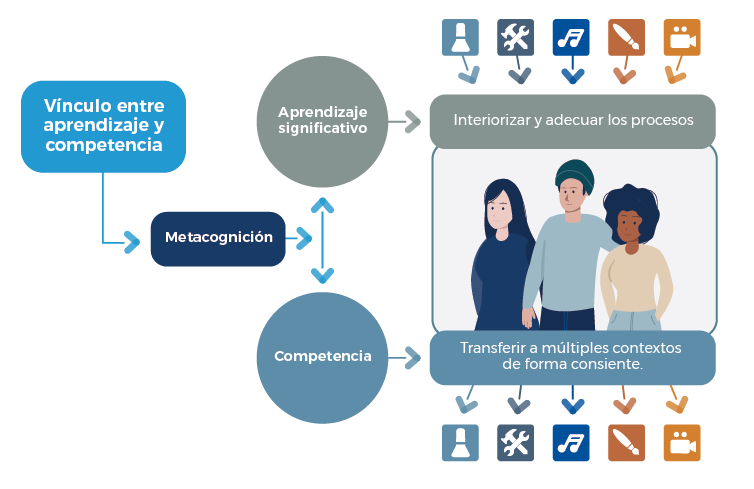 Vínculo entre
aprendizaje y
competencia
Metacognición
Aprendizaje
significativo
Competencia
Interiorizar y adecuar los procesos
Transferir a múltiples contextos
de forma consiente.